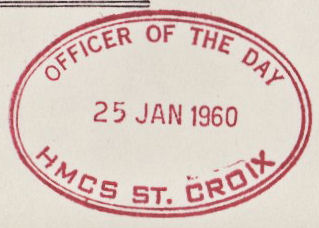 OFFICER OF THE DAY
25 JAN 1960
HMCS ST. CROIX